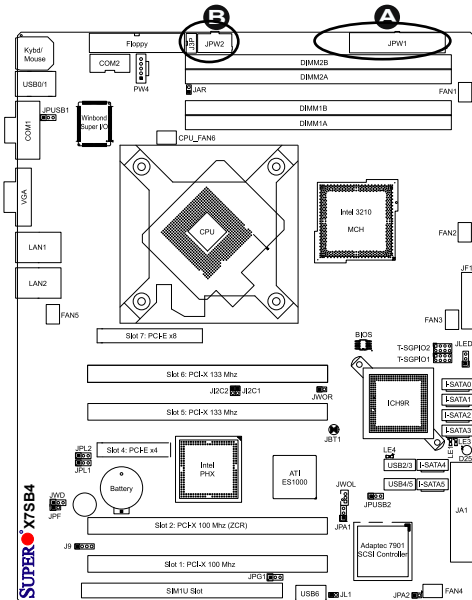 B
A
Kybd/
Mouse
Floppy
J3P
JPW2
JPW1
COM2
PW4
DIMM2B
DIMM2A
JAR
USB0/1
FAN1
JPUSB1
COM1
Winbond
Super I/O
DIMM1B
DIMM1A
CPU_FAN6
VGA
Intel 3210
MCH
CPU
FAN2
LAN1
LAN2
JF1
FAN5
FAN3
Slot 7: PCI-E x8
BIOS
T-SGPIO2
T-SGPIO1
JLED
Slot 6: PCI-X 133 Mhz
JI2C2
JI2C1
JWOR
ICH9R
I-SATA0
I-SATA1
I-SATA2
I-SATA3
Slot 5: PCI-X 133 Mhz
JBT1
LE1
LE3
D25
JPL2
JPL1
Slot 4: PCI-E x4
Intel
PHX
ATI
ES1000
LE4
USB2/3
I-SATA4
USB4/5
I-SATA5
Battery
JWOL
JPUSB2
JWD
JPF
JPA1
JA1
Slot 2: PCI-X 100 Mhz (ZCR)
J9
Adaptec 7901
SCSI Controller
Slot 1: PCI-X 100 Mhz
JPG1
SIM1U Slot
USB6
JL1
JPA2
FAN4
SUPER X7SB4